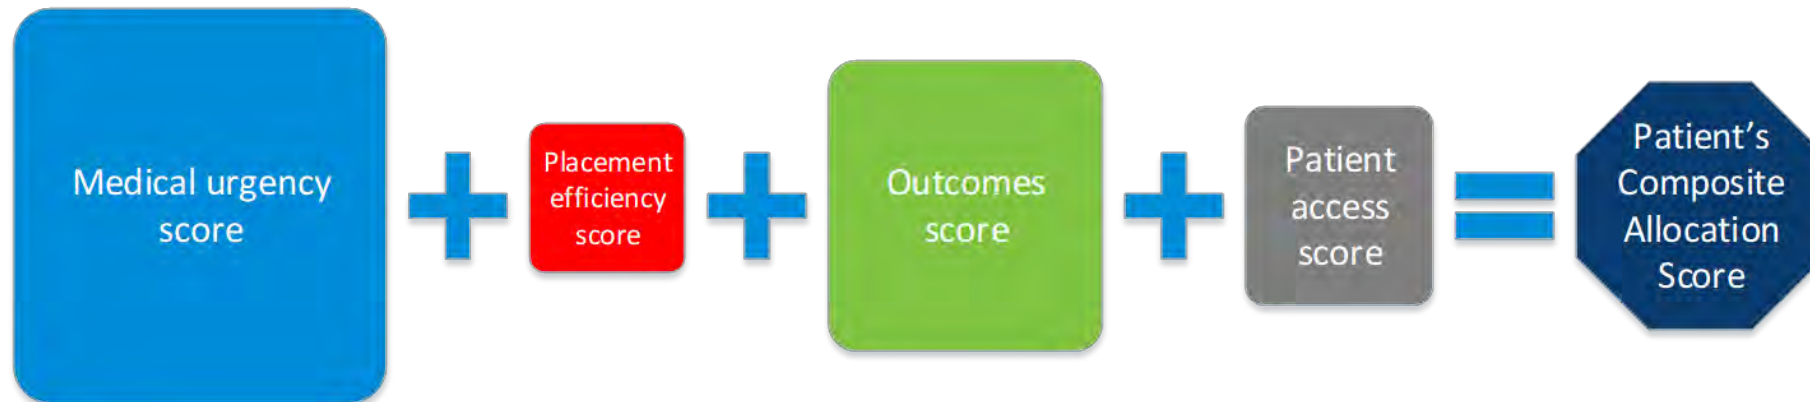 Medical urgency
score
Placement
efficiency
score
Outcomes
score
Patient
access
score
Patient’s
Composite
Allocation
Score